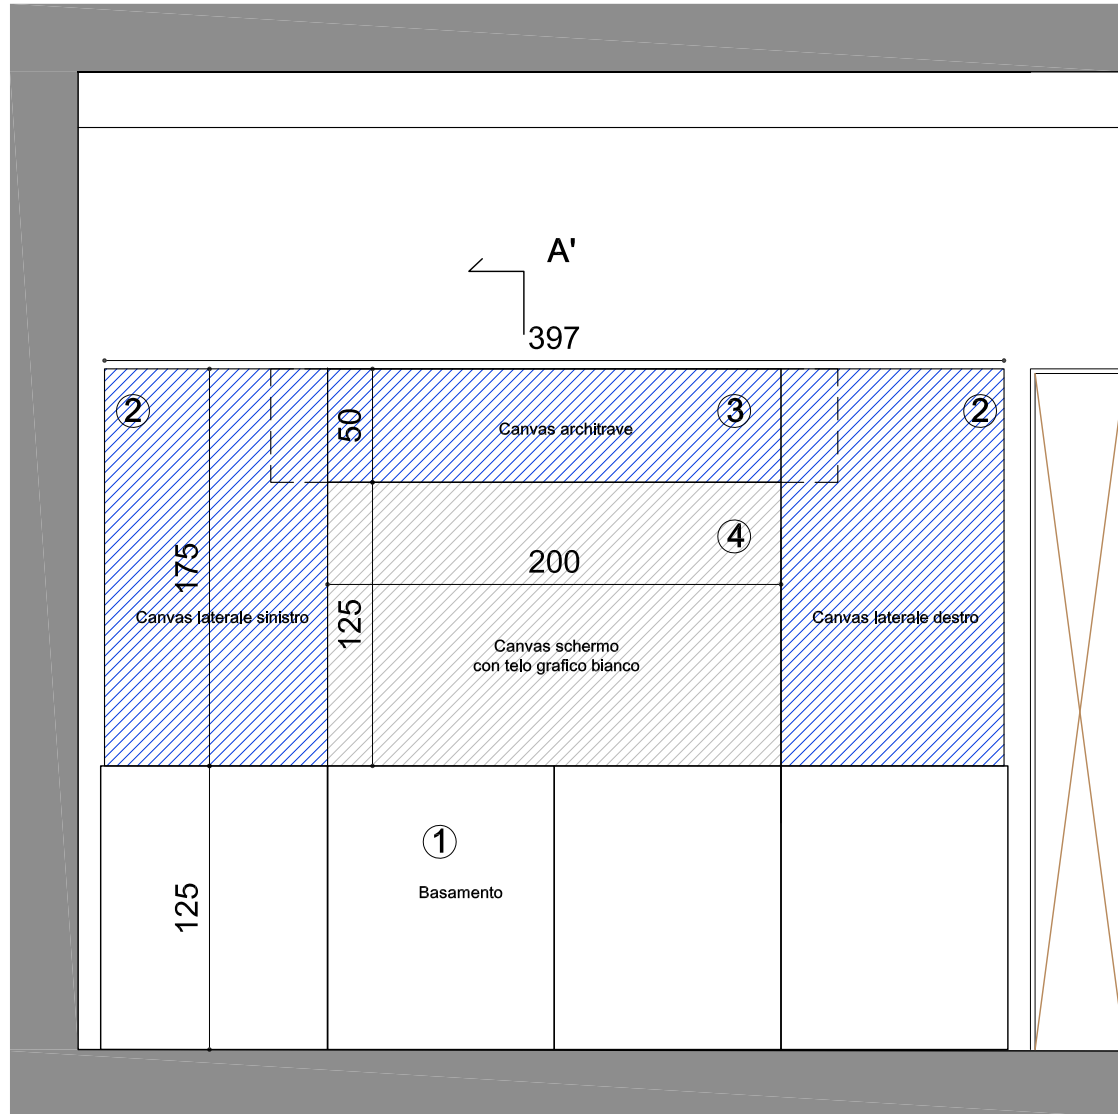 A'
397
2
3
2
50
Canvas architrave
4
175
200
125
Canvas laterale sinistro
Canvas laterale destro
Canvas schermo
con telo grafico bianco
1
Basamento
125